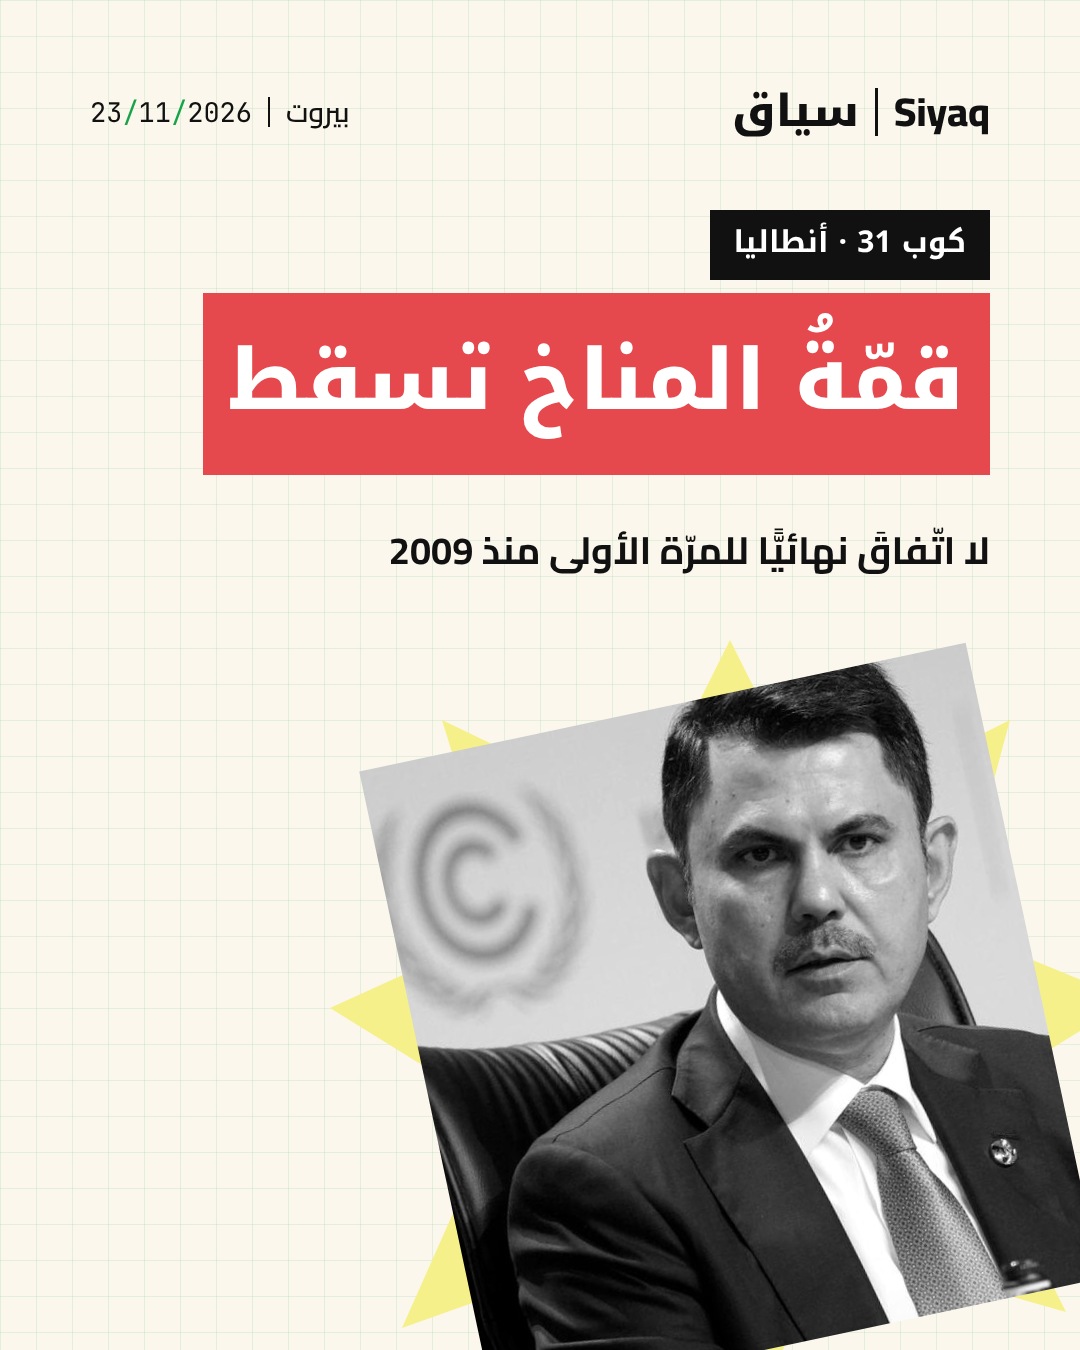 Siyaq | سياق
بيروت | 23/11/2026
كوب 31 · أنطاليا
قمّةُ المناخ تسقط
لا اتّفاقَ نهائيًّا للمرّة الأولى منذ 2009